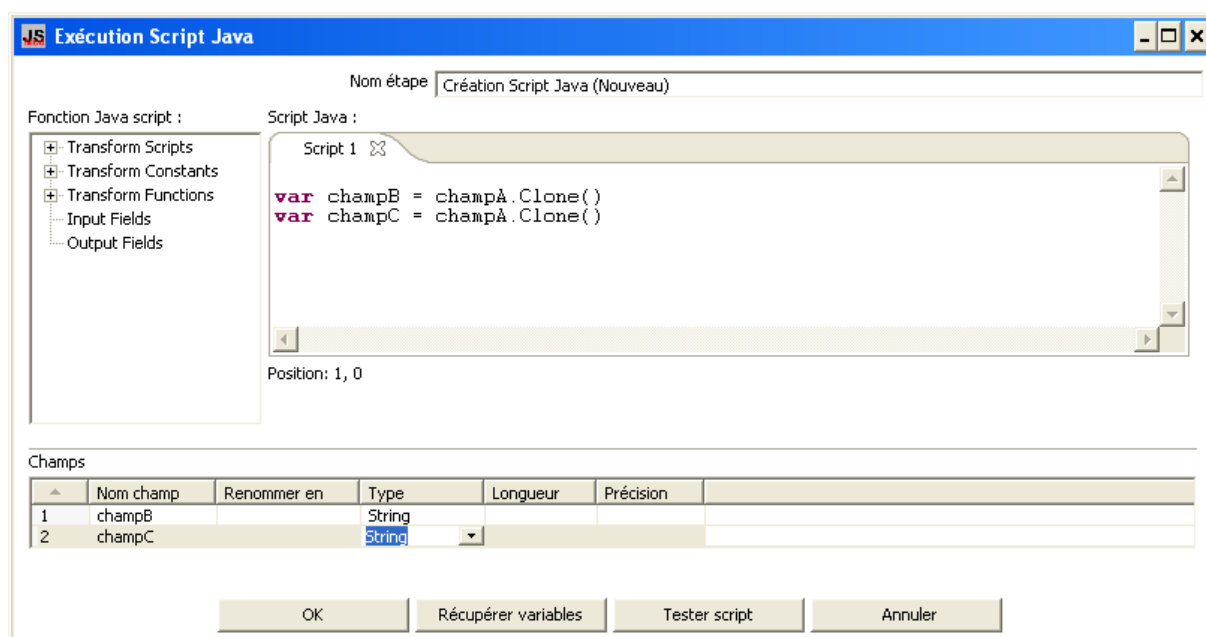 JS Exécution Script Java
Nom étape Création Script Java (Nouveau)
Fonction Java script : Script Java :
Transform Scripts
Transform Constants
Transform Functions
Input Fields
Output Fields
Script 1
var champB = champA.Clone()
var champC = champA.Clone()
Position: 1, 0
Champs
Nom champ Renommer en Type Longueur Précision
1 champB String
2 champC String
OK Récupérer variables Tester script Annuler